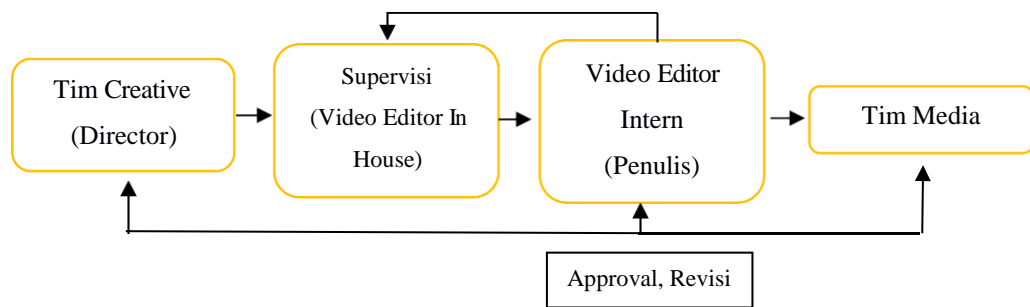 Tim Creative
(Director)
Supervisi
(Video Editor In
House)
Video Editor
Intern
(Penulis)
Tim Media
Approval, Revisi